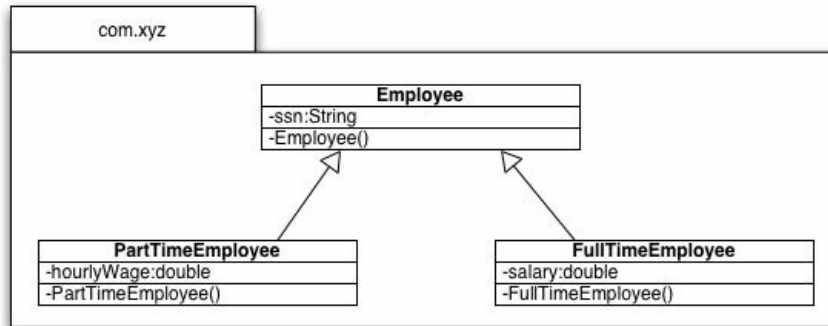 com.xyz
Employee
-ssn:String
-Employee()
PartTimeEmployee
-hourlyWage:double
-PartTimeEmployee()
FullTimeEmployee
-salary:double
-FullTimeEmployee()